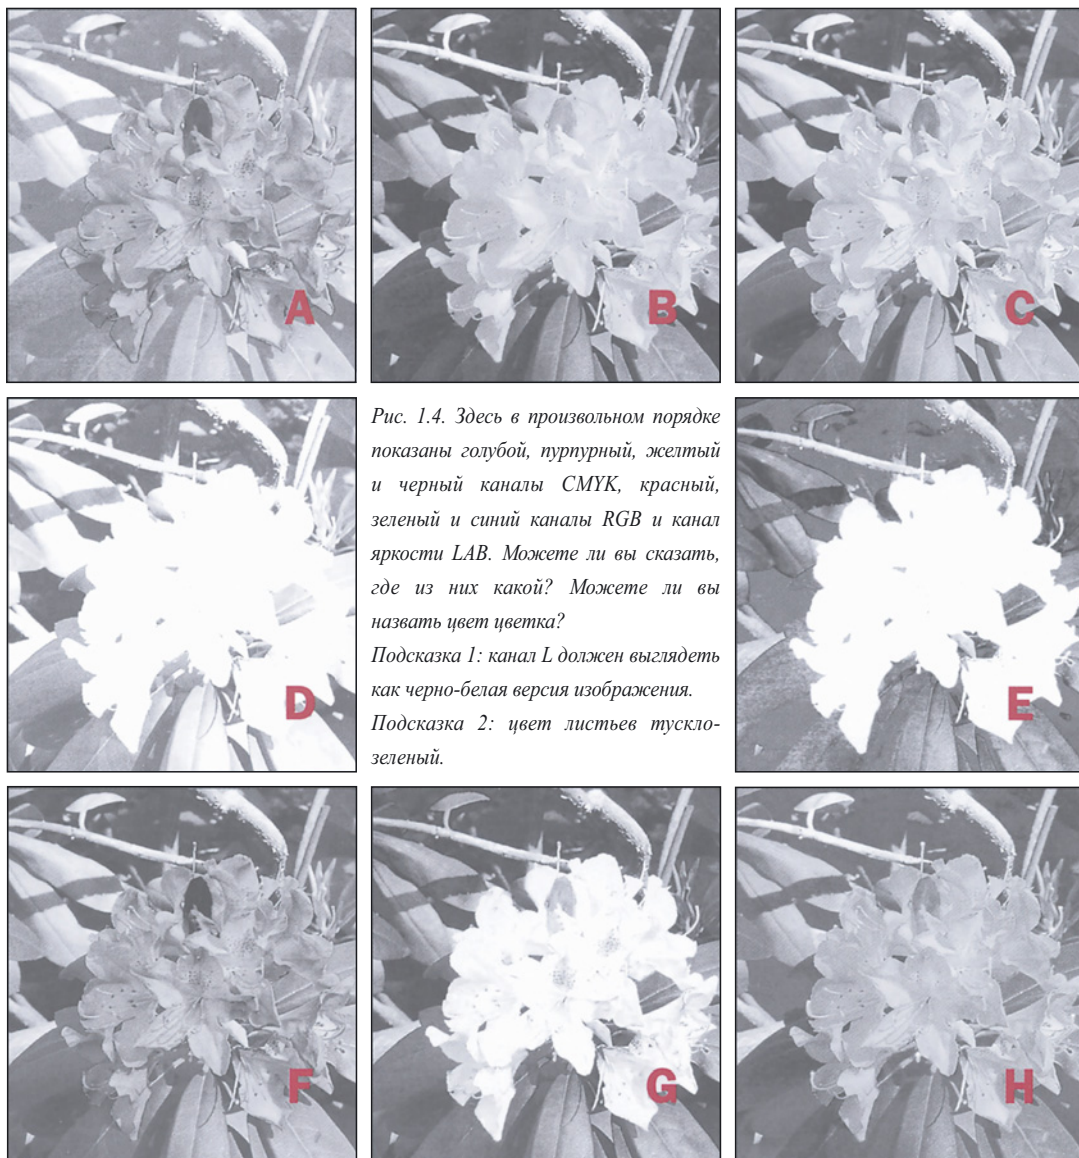 A
B
C
Рис. 1.4. Здесь в произвольном порядке
показаны голубой, пурпурный, желтый
и черный каналы CMYK, красный,
зеленый и синий каналы RGB и канал
яркости LAB. Можете ли вы сказать,
где из них какой? Можете ли вы
назвать цвет цветка?
Подсказка 1: канал L должен выглядеть
как черно-белая версия изображения.
Подсказка 2: цвет листьев тускло-
зеленый.
D
E
F
G
H